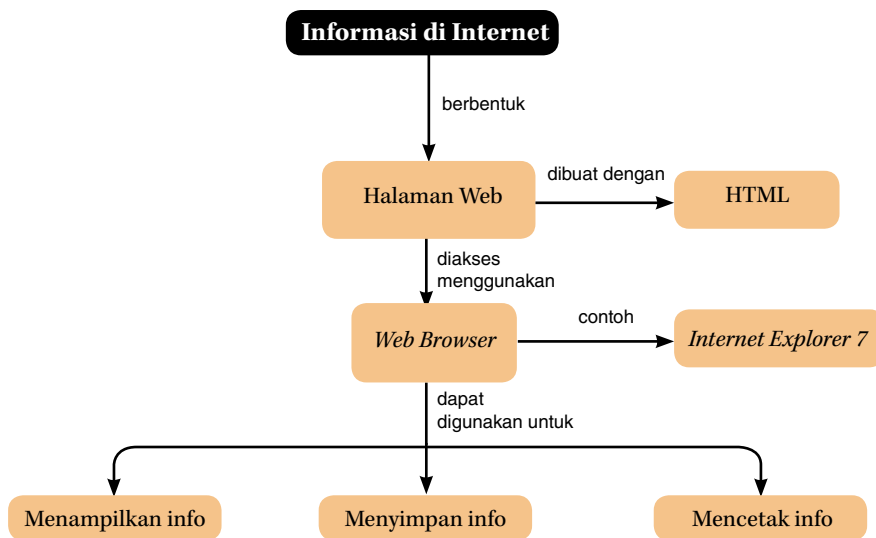 Informasi di Internet
berbentuk
Halaman Web
dibuat dengan
HTML
diakses
menggunakan
Web Browser
contoh
Internet Explorer 7
dapat
digunakan untuk
Menampilkan info
Menyimpan info
Mencetak info